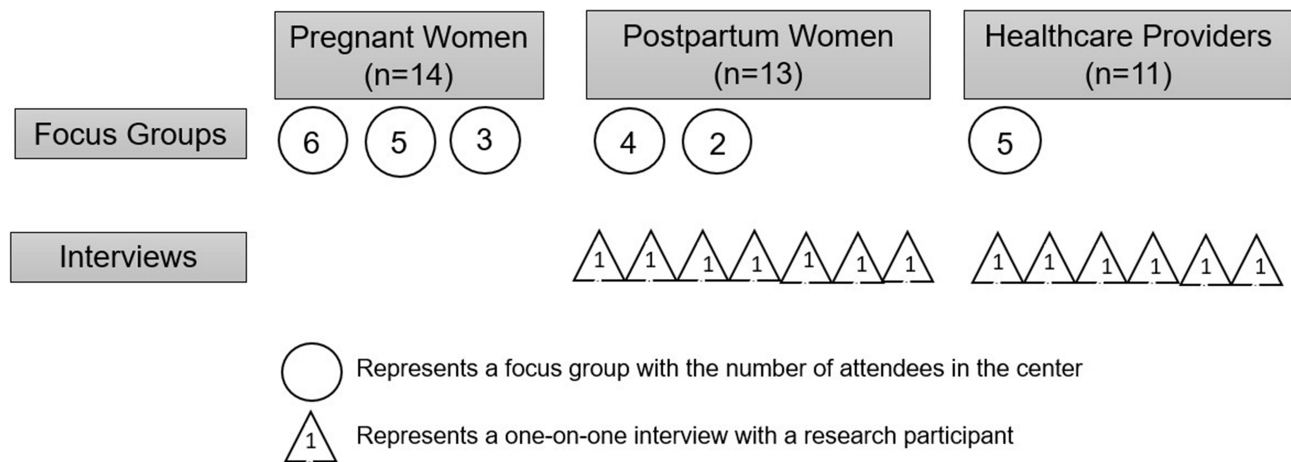 Pregnant Women
(n=14)
Postpartum Women
(n=13)
Healthcare Providers
(n=11)
Focus Groups
6 5 3 4 2 5
Interviews
1 1 1 1 1 1 1 1 1 1 1 1 1
Represents a focus group with the number of attendees in the center
1 Represents a one-on-one interview with a research participant